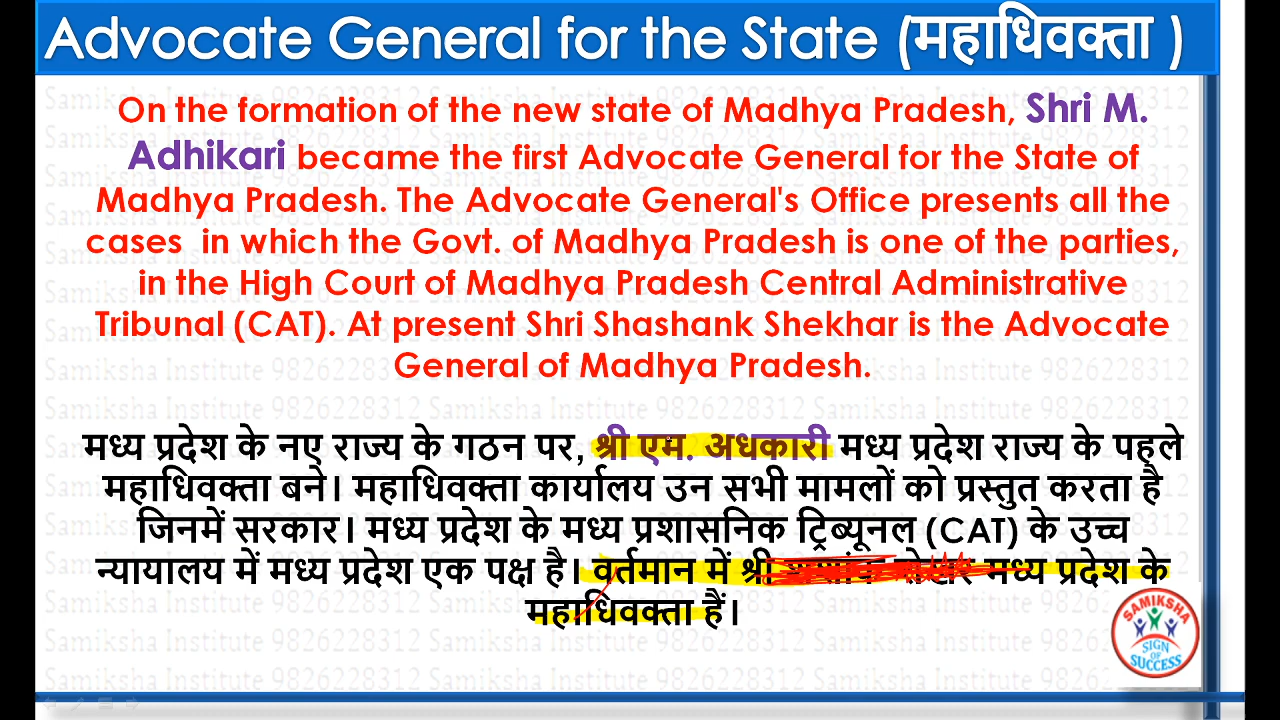 Advocate General for the State (महाधिवक्ता )
On the formation of the new state of Madhya Pradesh, Shri M.
Adhikari became the first Advocate General for the State of
Madhya Pradesh. The Advocate General's Office presents all the
cases in which the Govt. of Madhya Pradesh is one of the parties,
in the High Court of Madhya Pradesh Central Administrative
Tribunal (CAT). At present Shri Shashank Shekhar is the Advocate
General of Madhya Pradesh.
मध्य प्रदेश के नए राज्य के गठन पर, श्री एम. अधकारी मध्य प्रदेश राज्य के पहले
महाधिवक्ता बने। महाधिवक्ता कार्यालय उन सभी मामलों को प्रस्तुत करता है
जिनमें सरकार। मध्य प्रदेश के मध्य प्रशासनिक ट्रिब्यूनल (CAT) के उच्च
न्यायालय में मध्य प्रदेश एक पक्ष है। वर्तमान में श्री मध्य प्रदेश के
महाधिवक्ता हैं।
SAMIKSHA
SIGN
OF
SUCCESS
Samiksha Institute 9826228312